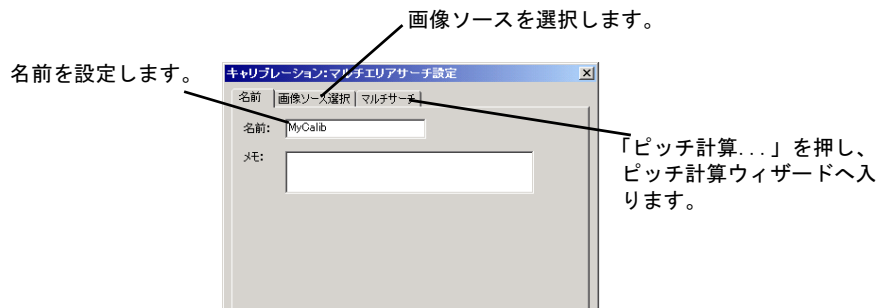 画像ソースを選択します。
名前を設定します。
キャリブレーション:マルチエリアサーチ設定
名前 画像ソース選択 マルチサーチ
名前: MyCalib
メモ:
「ピッチ計算...」を押し、
ピッチ計算ウィザードへ入
ります。